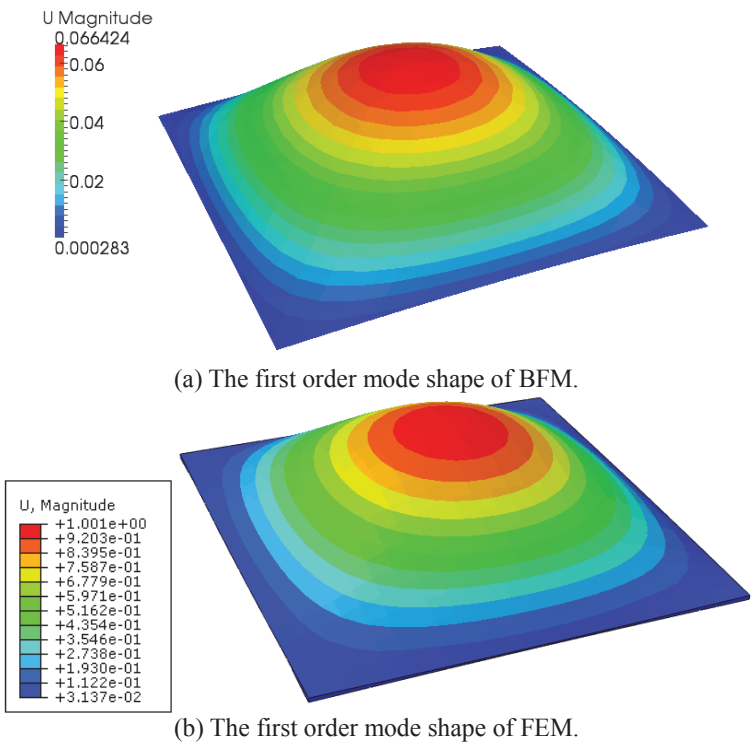 U Magnitude
0.066424
0.06
0.04
0.02
0.000283
(a) The first order mode shape of BFM.
U, Magnitude
+1.001e+00
+9.203e-01
+8.395e-01
+7.587e-01
+6.779e-01
+5.971e-01
+5.162e-01
+4.354e-01
+3.546e-01
+2.738e-01
+1.930e-01
+1.122e-01
+3.137e-02
(b) The first order mode shape of FEM.